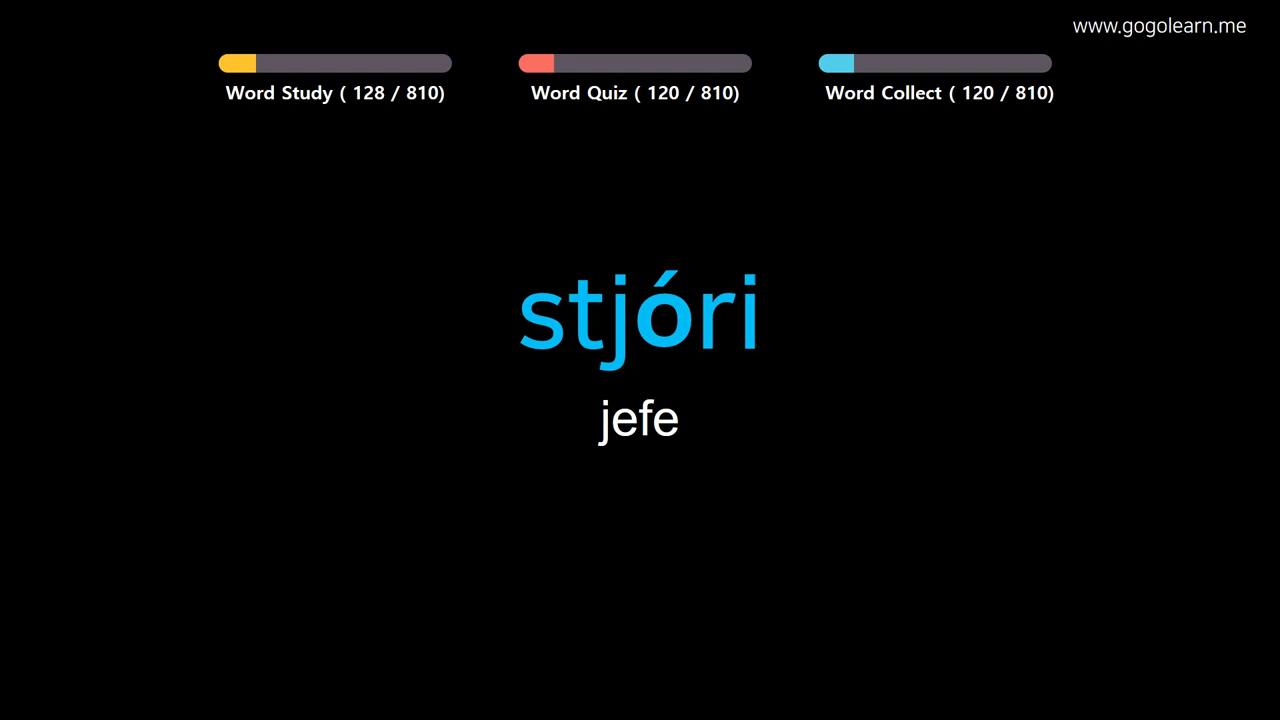 www.gogolearn.me
Word Study ( 128 / 810)
Word Quiz ( 120 / 810)
Word Collect ( 120 / 810)
stjóri
jefe